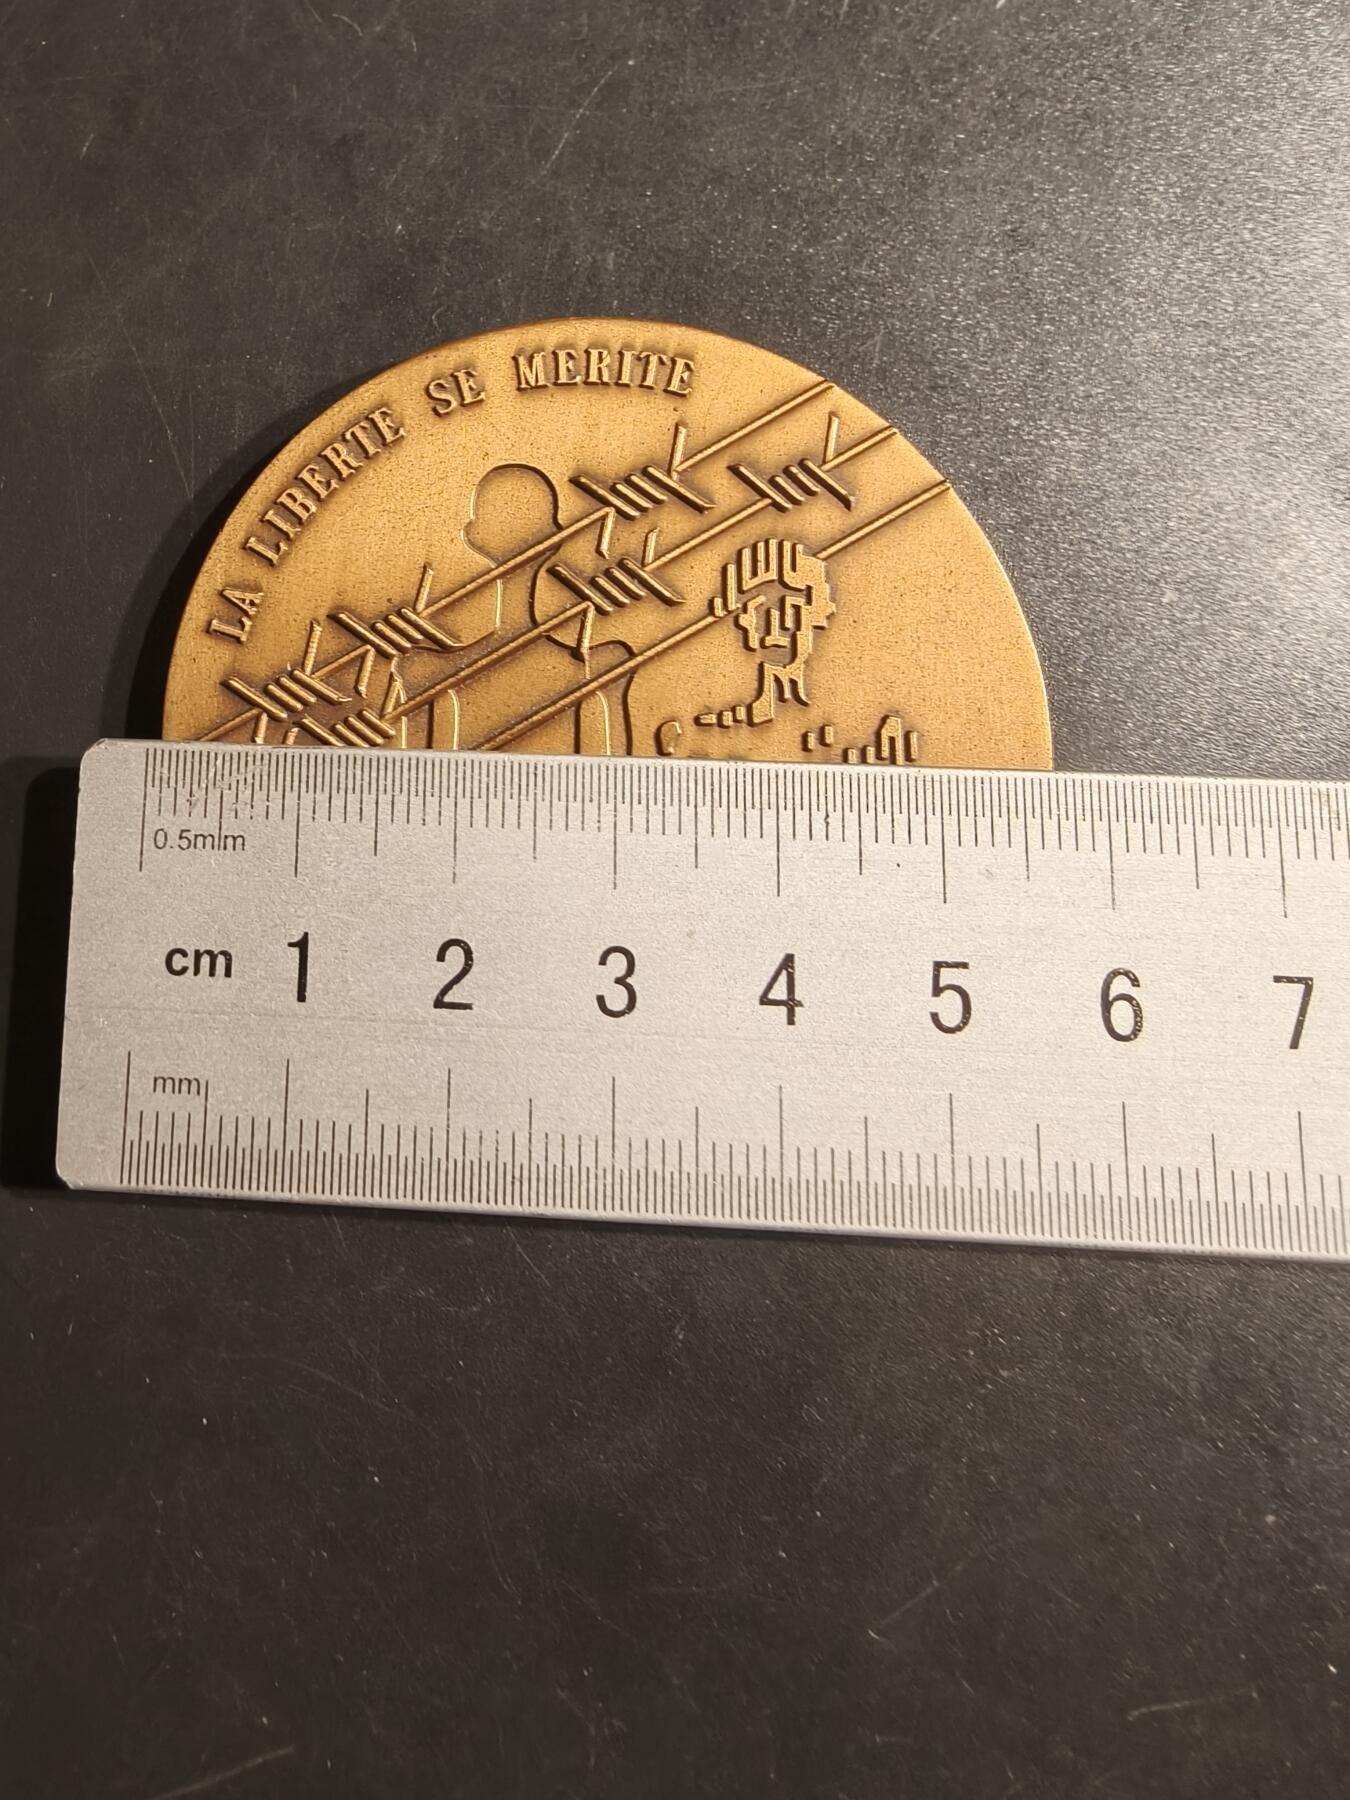 LA LIBERTE SE MERITE
0.5mm
cm 1 2 3 4 5 6 7
mm